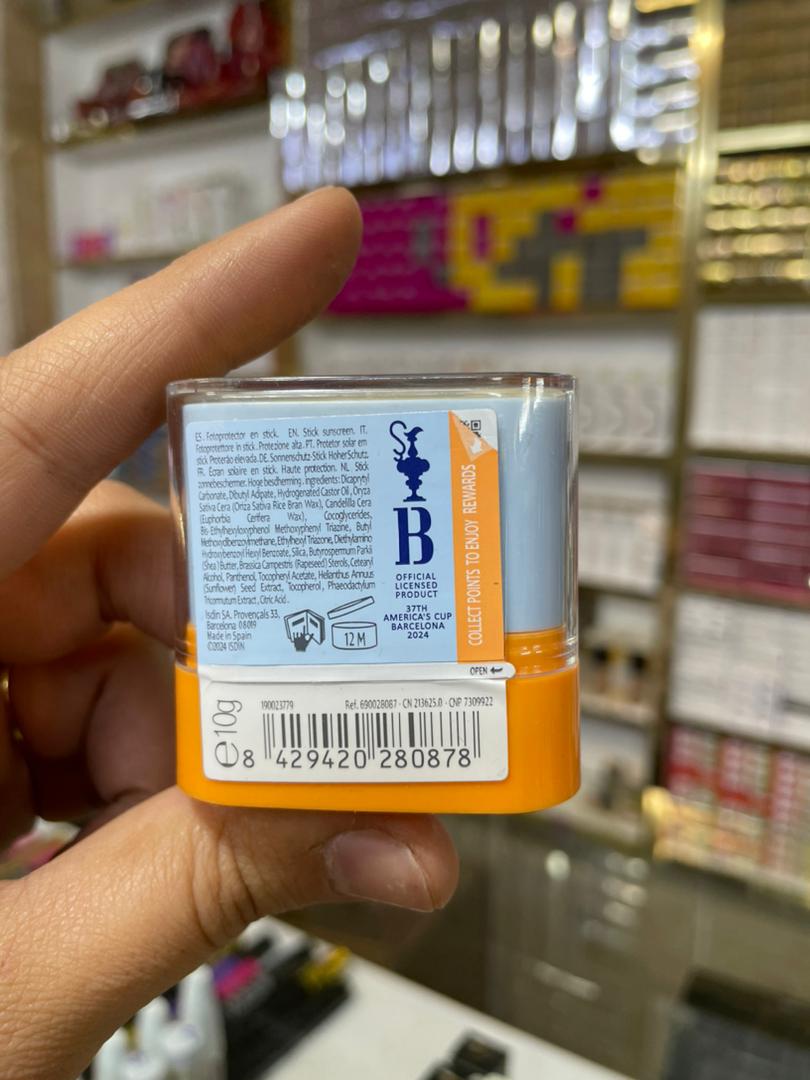 ES. Fotoprotector en stick. EN. Stick sunscreen. IT.
Fotoprotettore in stick. Protezione alta. PT. Protetor solar em
stick Proterão elevada. DE. Sonnenschutz-Stick Hoher Schutz.
FR. Écran solaire en stick. Haute protection. NL. Stick
zonnebeschermer. Hoge bescherming. ingredients: Dicaprylyl
Carbonate, Dibutyl Adipate, Hydrogenated Castor Oil, Oryza
Sativa Cera (Oriza Sativa Rice Bran Wax), Candelilla Cera
(Euphorbia Cerifera Wax), Cocoglycerides,
Bis-Ethylhexyloxyphenol Methoxyphenyl Triazine, Butyl
Methoxydibenzoylmethane, Ethylhexyl Triazone, Diethylamino
Hydroxybenzoyl Hexyl Benzoate, Silica, Butyrospermum Parkii
(Shea) Butter, Brassica Campestris (Rapeseed) Sterols, Cetearyl
Alcohol, Panthenol, Tocopheryl Acetate, Helianthus Annuus
(Sunflower) Seed Extract, Tocopherol, Phaeodactylum
Tricornutum Extract, Citric Acid.
Isdin SA. Provençals 33,
Barcelona 08019
Made in Spain
©2024 ISDIN
12 M
B
OFFICIAL
LICENSED
PRODUCT
37TH
AMERICA'S CUP
BARCELONA
2024
COLLECT POINTS TO ENJOY REWARDS
OPEN
e10g
190023779 Ref. 690028087 · CN 213625.0 · CNP 7309922
8 429420 280878